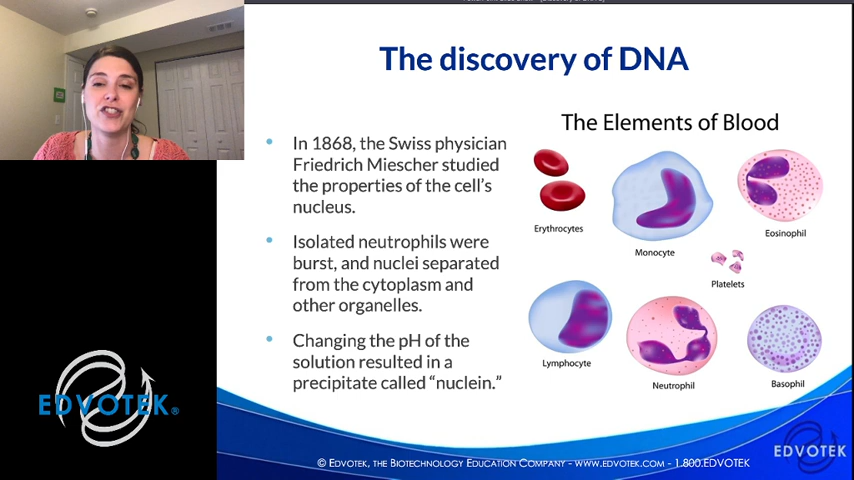 The discovery of DNA
In 1868, the Swiss physician
Friedrich Miescher studied
the properties of the cell's
nucleus.
Isolated neutrophils were
burst, and nuclei separated
from the cytoplasm and
other organelles.
Changing the pH of the
solution resulted in a
precipitate called “nuclein.”
The Elements of Blood
Erythrocytes
Monocyte
Eosinophil
Platelets
Lymphocyte
Neutrophil
Basophil
EDVOTEK®
© EDVOTEK, THE BIOTECHNOLOGY EDUCATION COMPANY - WWW.EDVOTEK.COM - 1.800.EDVOTEK
EDVOTEK